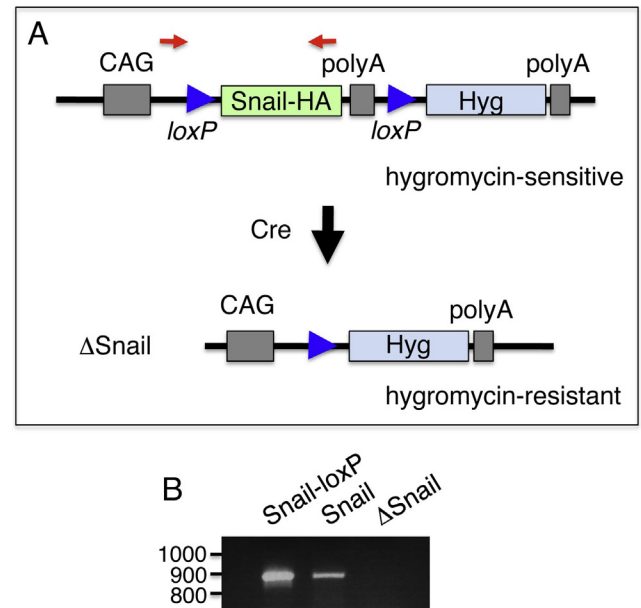 A
CAG polyA polyA
Snail-HA Hyg
loxP loxP
hygromycin-sensitive
Cre
CAG polyA
ΔSnail Hyg
hygromycin-resistant
B
Snail-loxP
Snail
ΔSnail
1000
900
800